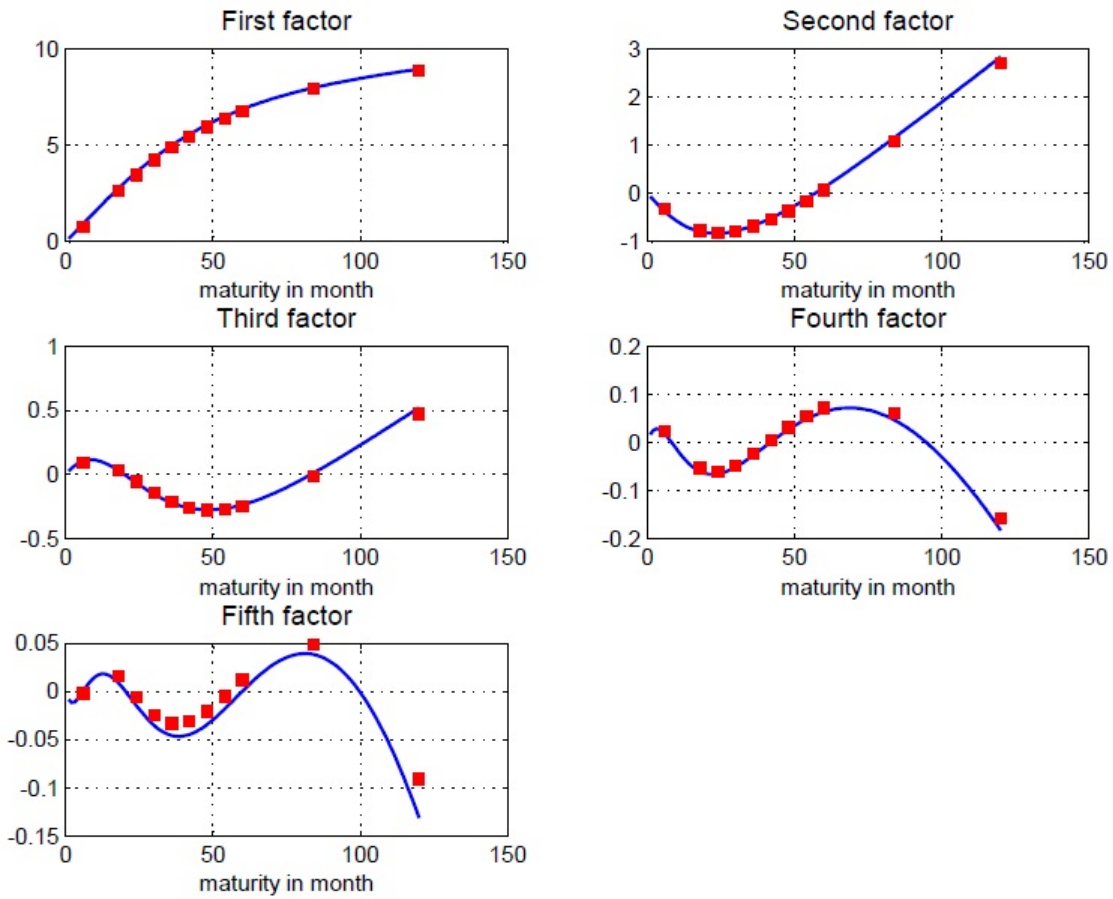 First factor
10
5
0
0 50 100 150
maturity in month
Second factor
3
2
1
0
-1
0 50 100 150
maturity in month
Third factor
1
0.5
0
-0.5
0 50 100 150
maturity in month
Fourth factor
0.2
0.1
0
-0.1
-0.2
0 50 100 150
maturity in month
Fifth factor
0.05
0
-0.05
-0.1
-0.15
0 50 100 150
maturity in month